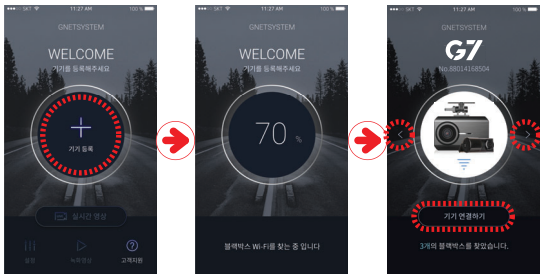 SKT 11:27 AM 100 %
GNETSYSTEM
WELCOME
기기를 등록해주세요
기기 등록
실시간 영상
설정 녹화영상 고객지원
SKT 11:27 AM 100 %
GNETSYSTEM
WELCOME
기기를 등록해주세요
70 %
블랙박스 Wi-Fi를 찾는 중 입니다
SKT 11:27 AM 100 %
GNETSYSTEM
G7
No.88014168504
기기 연결하기
3개의 블랙박스를 찾았습니다.